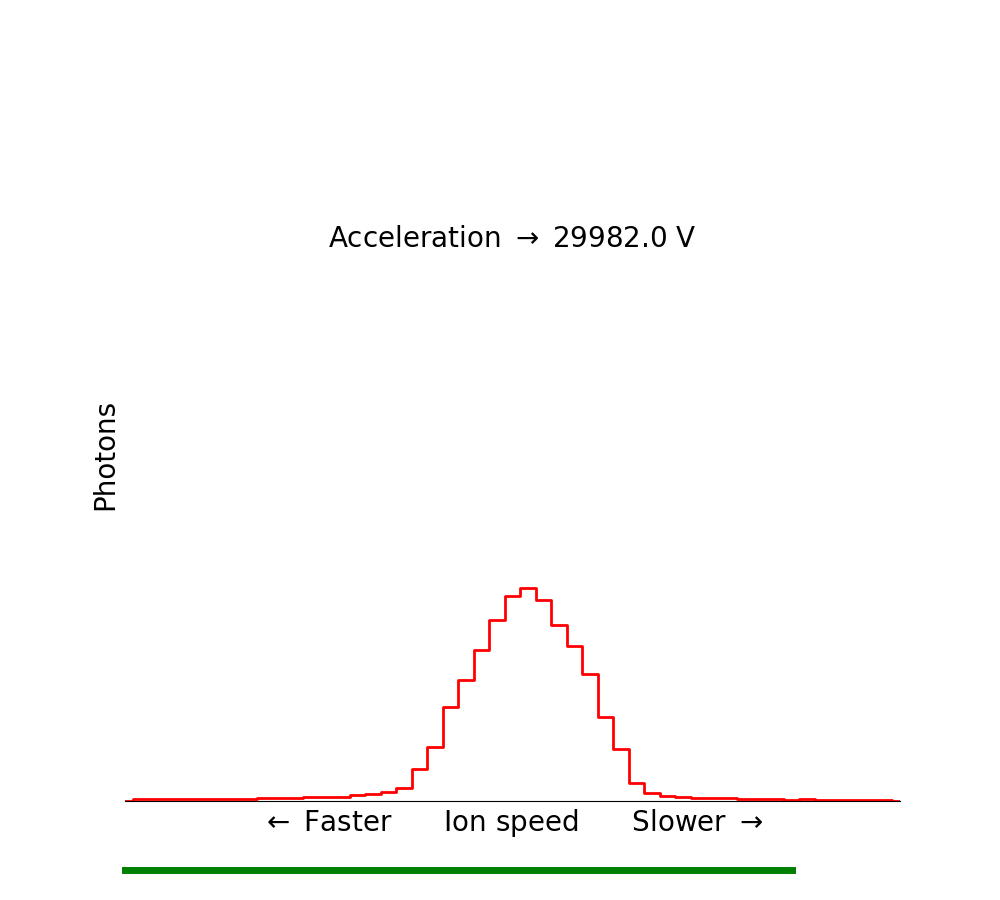 Acceleration → 29982.0 V
Photons
← Faster Ion speed Slower →